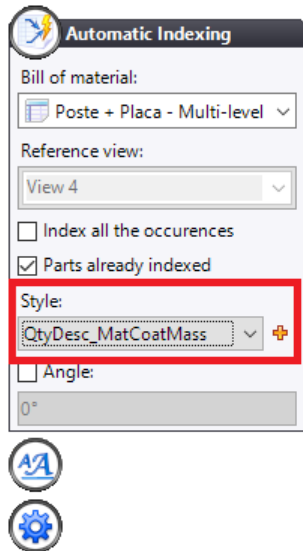 Automatic Indexing
Bill of material:
Poste + Placa - Multi-level
Reference view:
View 4
Index all the occurences
Parts already indexed
Style:
QtyDesc_MatCoatMass
Angle:
0°
AA